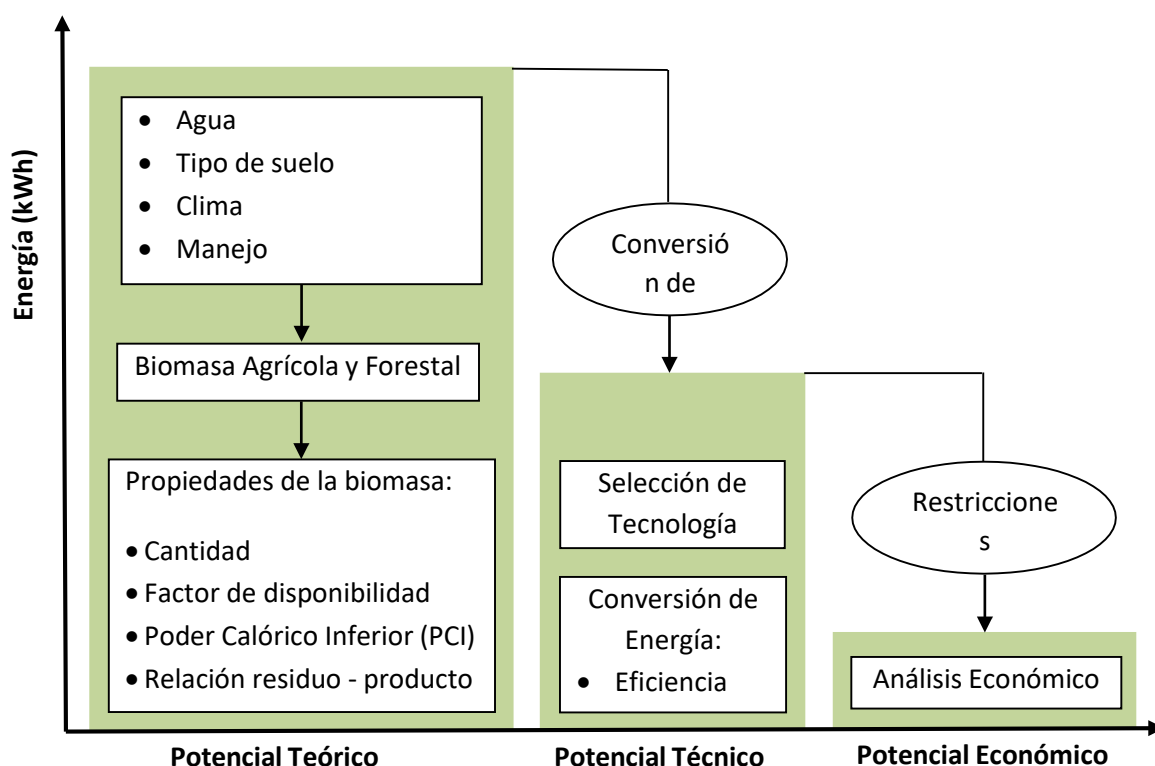 Energía (kWh)
• Agua
• Tipo de suelo
• Clima
• Manejo
Biomasa Agrícola y Forestal
Propiedades de la biomasa:
• Cantidad
• Factor de disponibilidad
• Poder Calórico Inferior (PCI)
• Relación residuo - producto
Conversió
n de
Selección de
Tecnología
Conversión de
Energía:
• Eficiencia
Restriccione
s
Análisis Económico
Potencial Teórico
Potencial Técnico
Potencial Económico